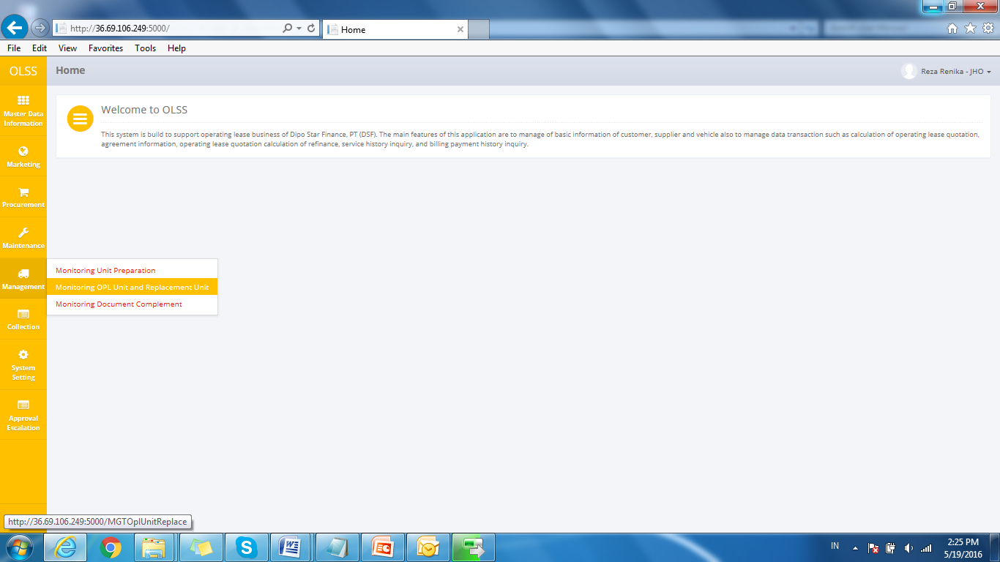 http://36.69.106.249:5000/
Home
File Edit View Favorites Tools Help
OLSS
Home
Reza Renika - JHO
Master Data
Information
Marketing
Procurement
Maintenance
Management
Collection
System
Setting
Approval
Escalation
Welcome to OLSS
This system is build to support operating lease business of Dipo Star Finance, PT (DSF). The main features of this application are to manage of basic information of customer, supplier and vehicle also to manage data transaction such as calculation of operating lease quotation,
agreement information, operating lease quotation calculation of refinance, service history inquiry, and billing payment history inquiry.
Monitoring Unit Preparation
Monitoring OPL Unit and Replacement Unit
Monitoring Document Complement
http://36.69.106.249:5000/MGTOplUnitReplace
IN
2:25 PM
5/19/2016